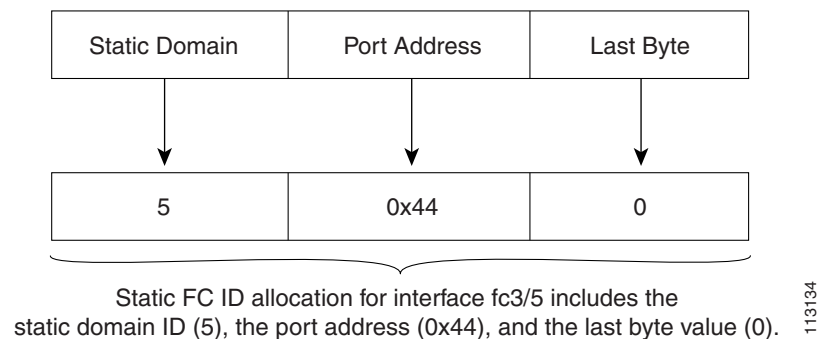 Static Domain Port Address Last Byte
5 0x44 0
Static FC ID allocation for interface fc3/5 includes the
static domain ID (5), the port address (0x44), and the last byte value (0).
113134